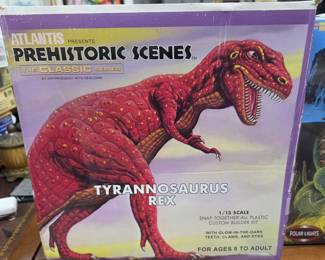 ATLANTIS PRESENTS
PREHISTORIC SCENES™
THE CLASSIC SERIES
TYRANNOSAURUS
REX
1/13 SCALE
SNAP TOGETHER ALL PLASTIC
CUSTOM BUILDER KIT
WITH GLOW-IN-THE-DARK
TEETH, CLAWS, AND EYES
FOR AGES 8 TO ADULT
POLAR LIGHTS